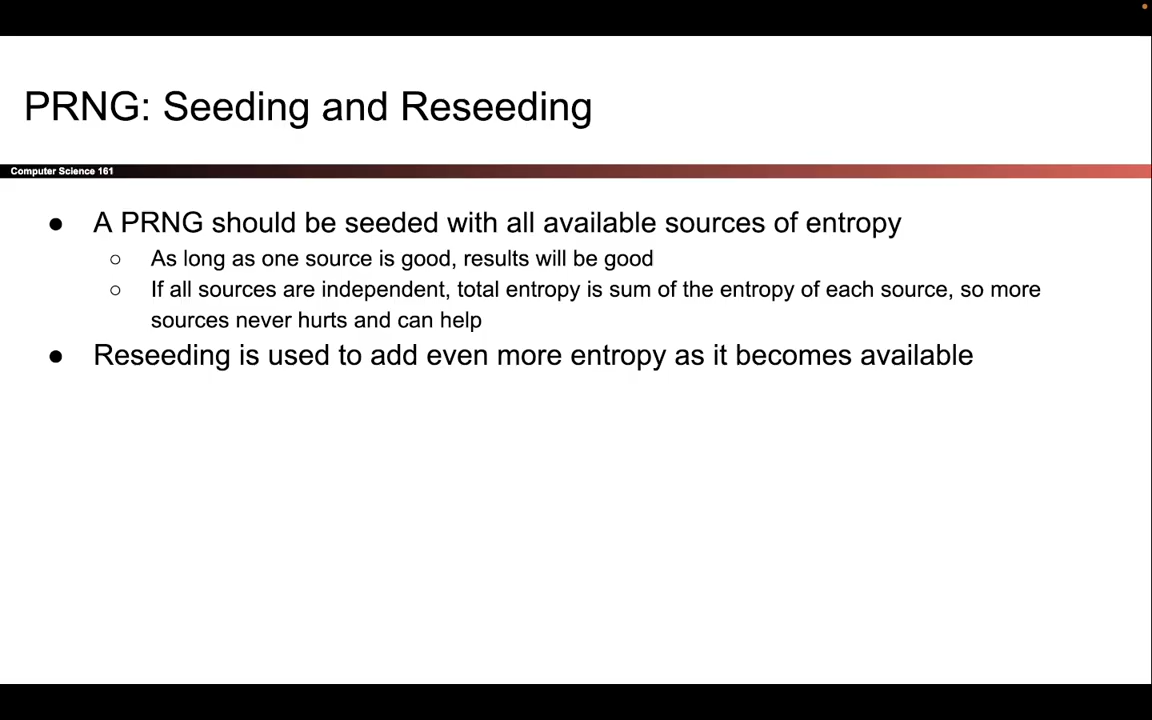 PRNG: Seeding and Reseeding
Computer Science 161
● A PRNG should be seeded with all available sources of entropy
○ As long as one source is good, results will be good
○ If all sources are independent, total entropy is sum of the entropy of each source, so more
sources never hurts and can help
● Reseeding is used to add even more entropy as it becomes available